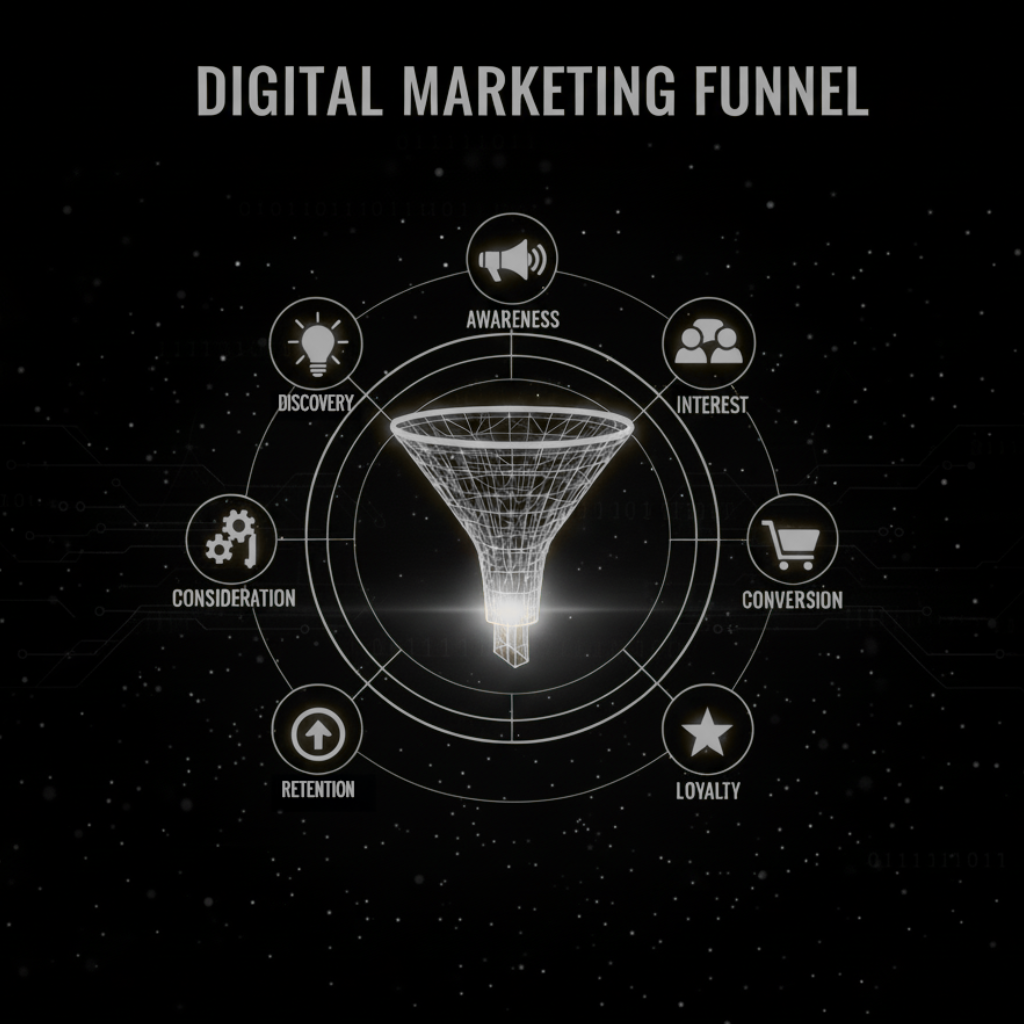 DIGITAL MARKETING FUNNEL
AWARENESS
DISCOVERY
INTEREST
CONSIDERATION
CONVERSION
RETENTION
LOYALTY